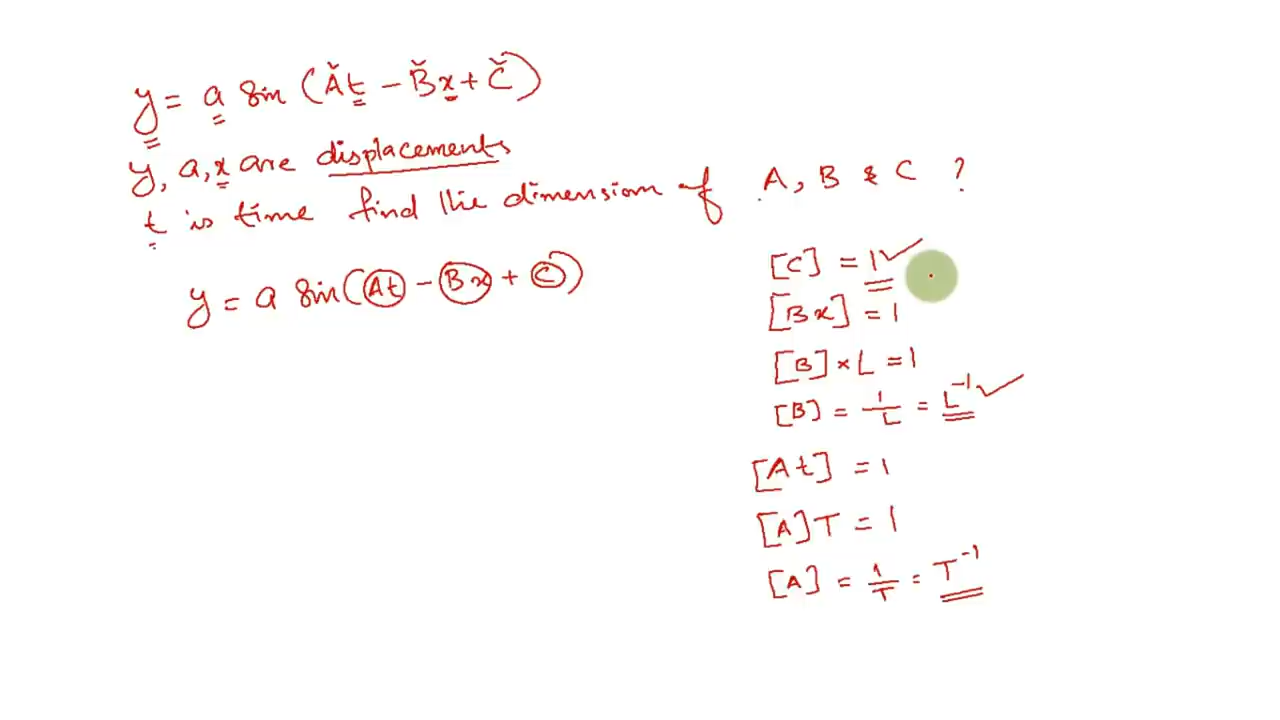 y = a sin (At - Bx + C)
y, a, x are displacements
t is time find the dimension of A, B & C ?
y = a sin(At - Bx + C)
[C] = 1
[Bx] = 1
[B] × L = 1
[B] = 1/L = L⁻¹
[At] = 1
[A]T = 1
[A] = 1/T = T⁻¹